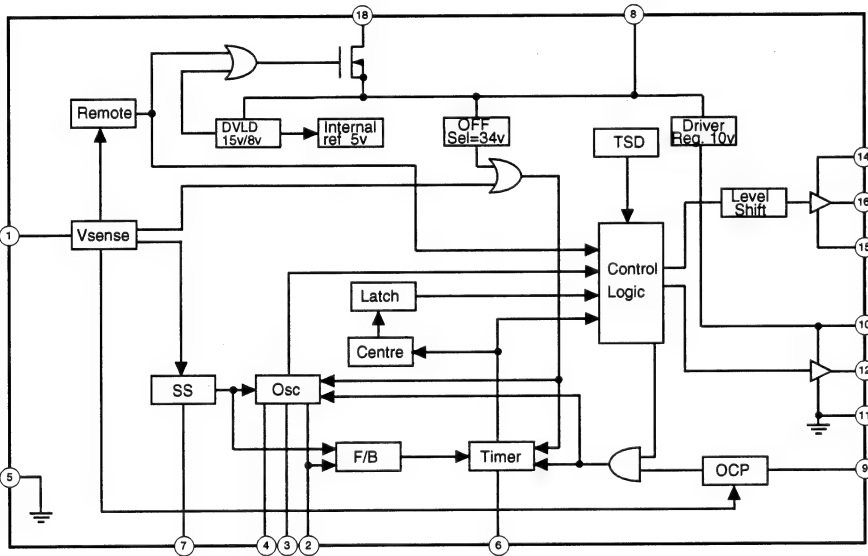 18
8
Remote
DVLD
15v/8v
Internal
ref 5v
OFF
Sel=34v
Driver
Reg. 10v
TSD
14
Level
Shift
16
1
Vsense
15
Control
Logic
Latch
10
Centre
12
SS
Osc
11
F/B
Timer
OCP
9
5
7
4
3
2
6